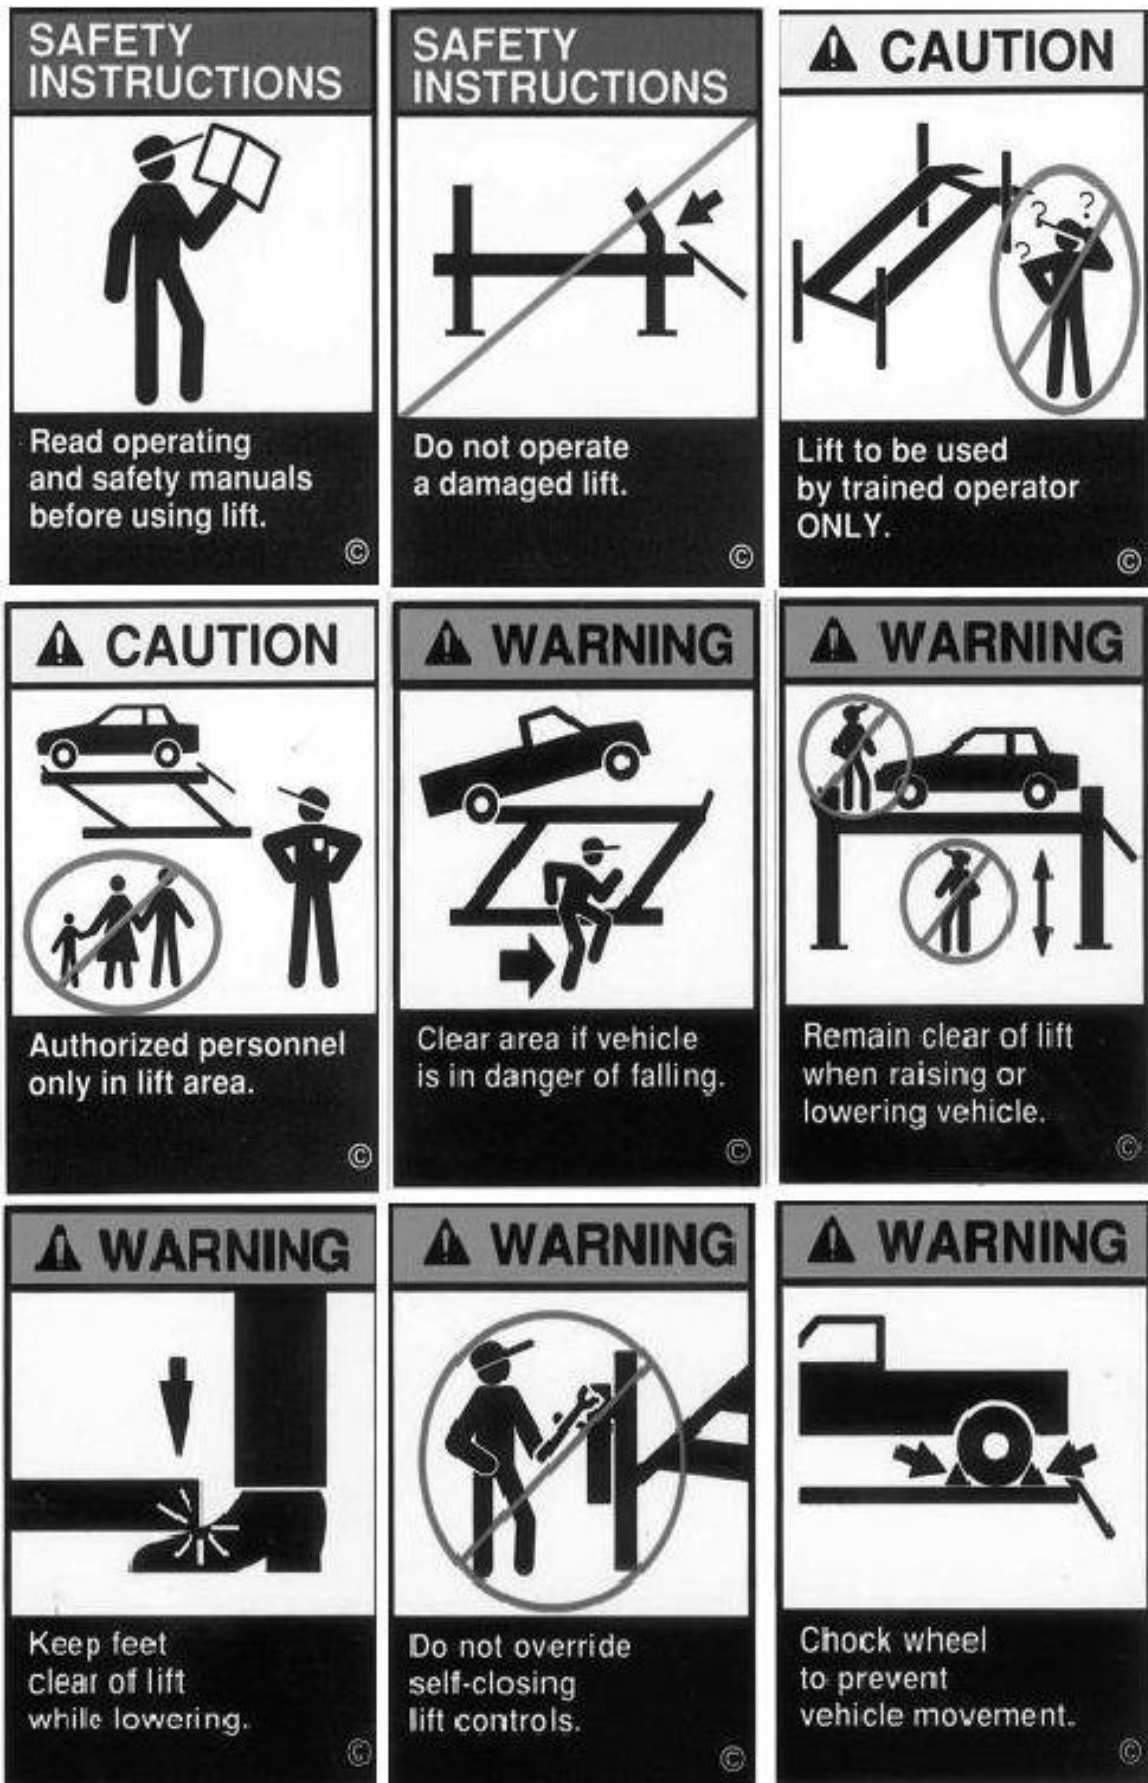 SAFETY
INSTRUCTIONS
Read operating
and safety manuals
before using lift.
©
SAFETY
INSTRUCTIONS
Do not operate
a damaged lift.
©
CAUTION
? ? ?
Lift to be used
by trained operator
ONLY.
©
CAUTION
Authorized personnel
only in lift area.
©
WARNING
Clear area if vehicle
is in danger of falling.
©
WARNING
Remain clear of lift
when raising or
lowering vehicle.
©
WARNING
Keep feet
clear of lift
while lowering.
©
WARNING
Do not override
self-closing
lift controls.
©
WARNING
Chock wheel
to prevent
vehicle movement.
©